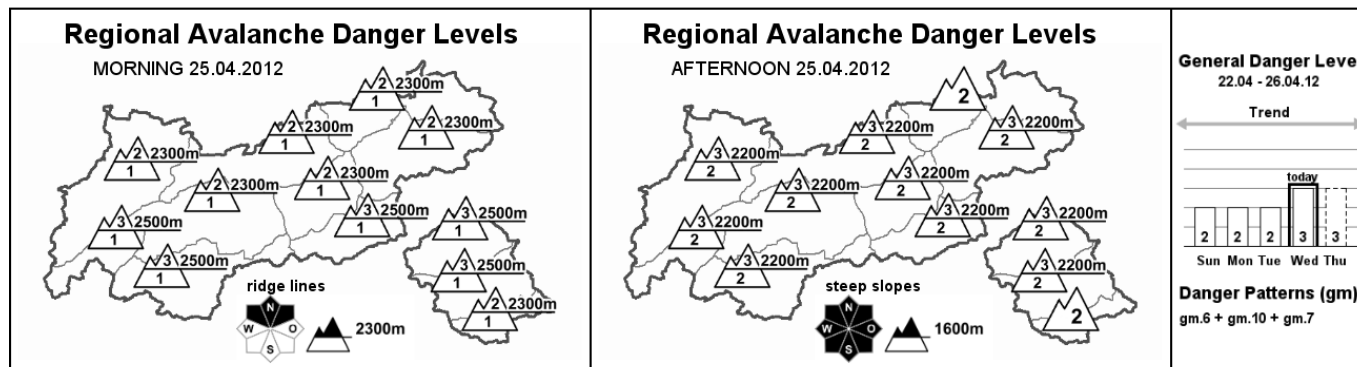 Regional Avalanche Danger Levels
MORNING 25.04.2012
2 2300m
1
2 2300m
1
2 2300m
1
2 2300m
1
2 2300m
1
2 2300m
1
3 2500m
1
3 2500m
1
3 2500m
1
3 2500m
1
3 2500m
1
2 2300m
1
ridge lines
N
W O
S
2300m
Regional Avalanche Danger Levels
AFTERNOON 25.04.2012
2
3 2200m
2
3 2200m
2
3 2200m
2
3 2200m
2
3 2200m
2
3 2200m
2
3 2200m
2
3 2200m
2
3 2200m
2
3 2200m
2
2
steep slopes
N
W O
S
1600m
General Danger Leve
22.04 - 26.04.12
Trend
today
2 2 2 3 3
Sun Mon Tue Wed Thu
Danger Patterns (gm)
gm.6 + gm.10 + gm.7